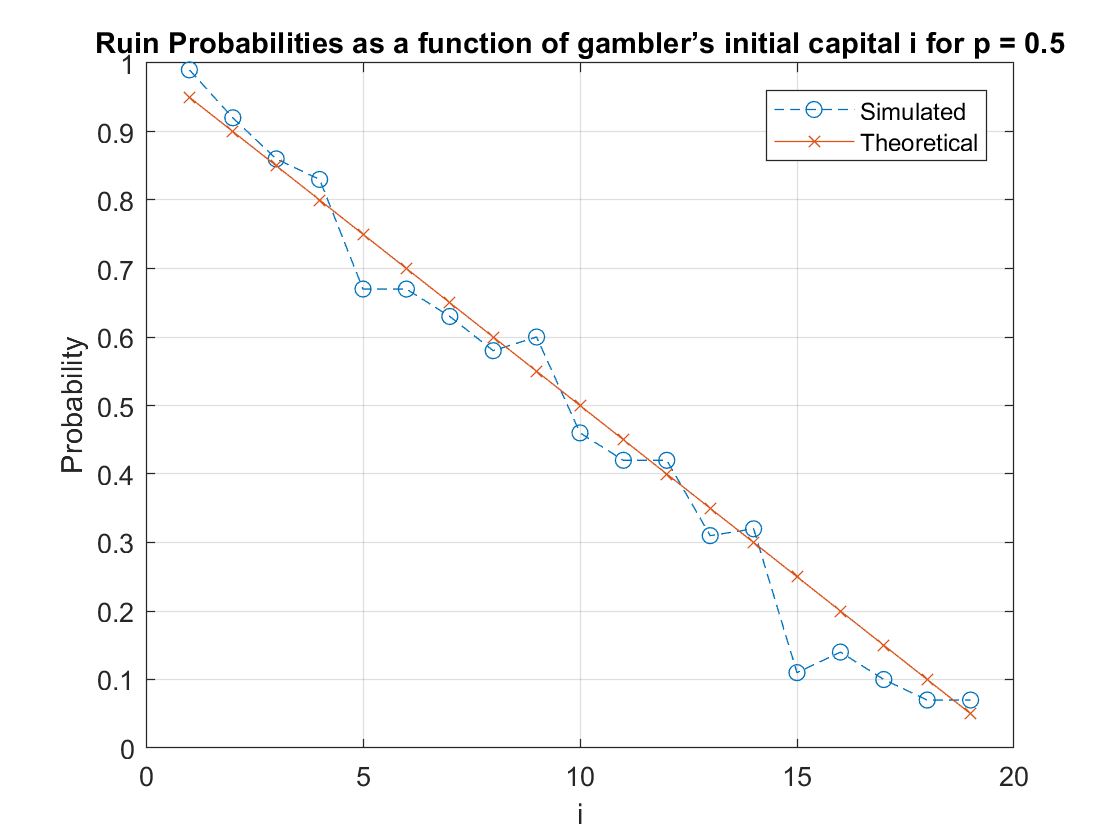 Ruin Probabilities as a function of gambler’s initial capital i for p = 0.5
Simulated
Theoretical
Probability
1
0.9
0.8
0.7
0.6
0.5
0.4
0.3
0.2
0.1
0
0 5 10 15 20
i